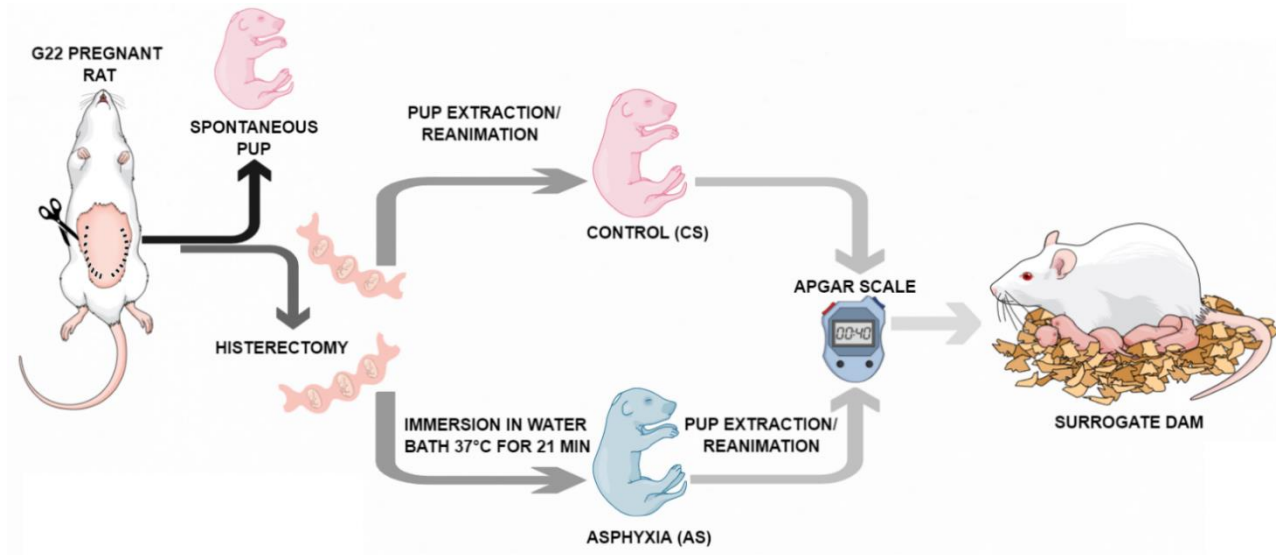 G22 PREGNANT
RAT
SPONTANEOUS
PUP
HISTERECTOMY
PUP EXTRACTION/
REANIMATION
CONTROL (CS)
IMMERSION IN WATER
BATH 37°C FOR 21 MIN
ASPHYXIA (AS)
PUP EXTRACTION/
REANIMATION
APGAR SCALE
00:40
SURROGATE DAM